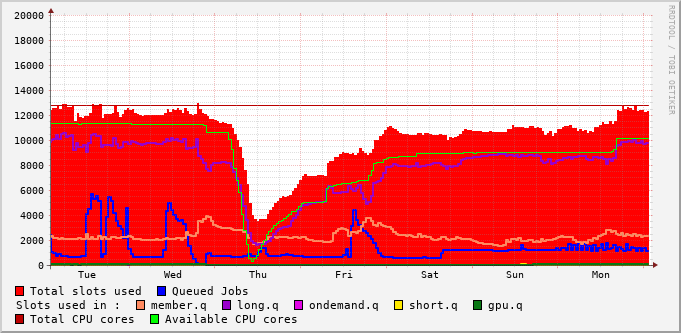 RRDTOOL / TOBI OETIKER
20000
18000
16000
14000
12000
10000
8000
6000
4000
2000
0
Tue Wed Thu Fri Sat Sun Mon
Total slots used Queued Jobs
Slots used in : member.q long.q ondemand.q short.q gpu.q
Total CPU cores Available CPU cores